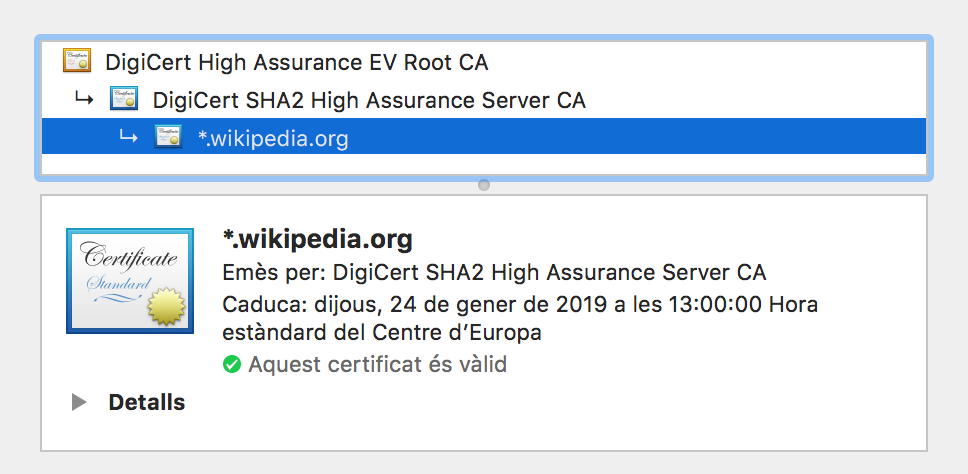 DigiCert High Assurance EV Root CA
DigiCert SHA2 High Assurance Server CA
*.wikipedia.org
*.wikipedia.org
Certificate
Standard
Emès per: DigiCert SHA2 High Assurance Server CA
Caduca: dijous, 24 de gener de 2019 a les 13:00:00 Hora
estàndard del Centre d’Europa
Aquest certificat és vàlid
Detalls